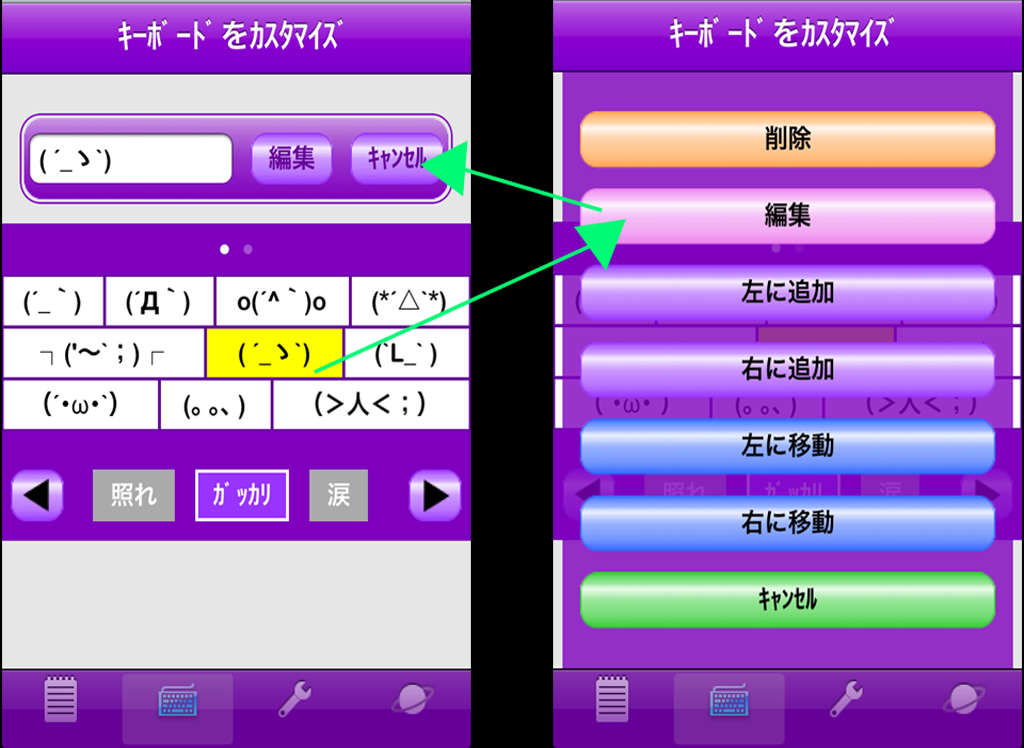 ｷｰﾎﾞｰﾄﾞをｶｽﾀﾏｲｽﾞ
(´_ゝ`) 編集 ｷｬﾝｾﾙ
(´_｀) (´Д｀) o(´^｀)o (*´△`*)
┐('～`；)┌ (´_ゝ`) (`L_` )
(´･ω･`) (｡ ｡､) (＞人＜；)
照れ ｶﾞｯｶﾘ 涙
ｷｰﾎﾞｰﾄﾞをｶｽﾀﾏｲｽﾞ
削除
編集
左に追加
右に追加
左に移動
右に移動
ｷｬﾝｾﾙ